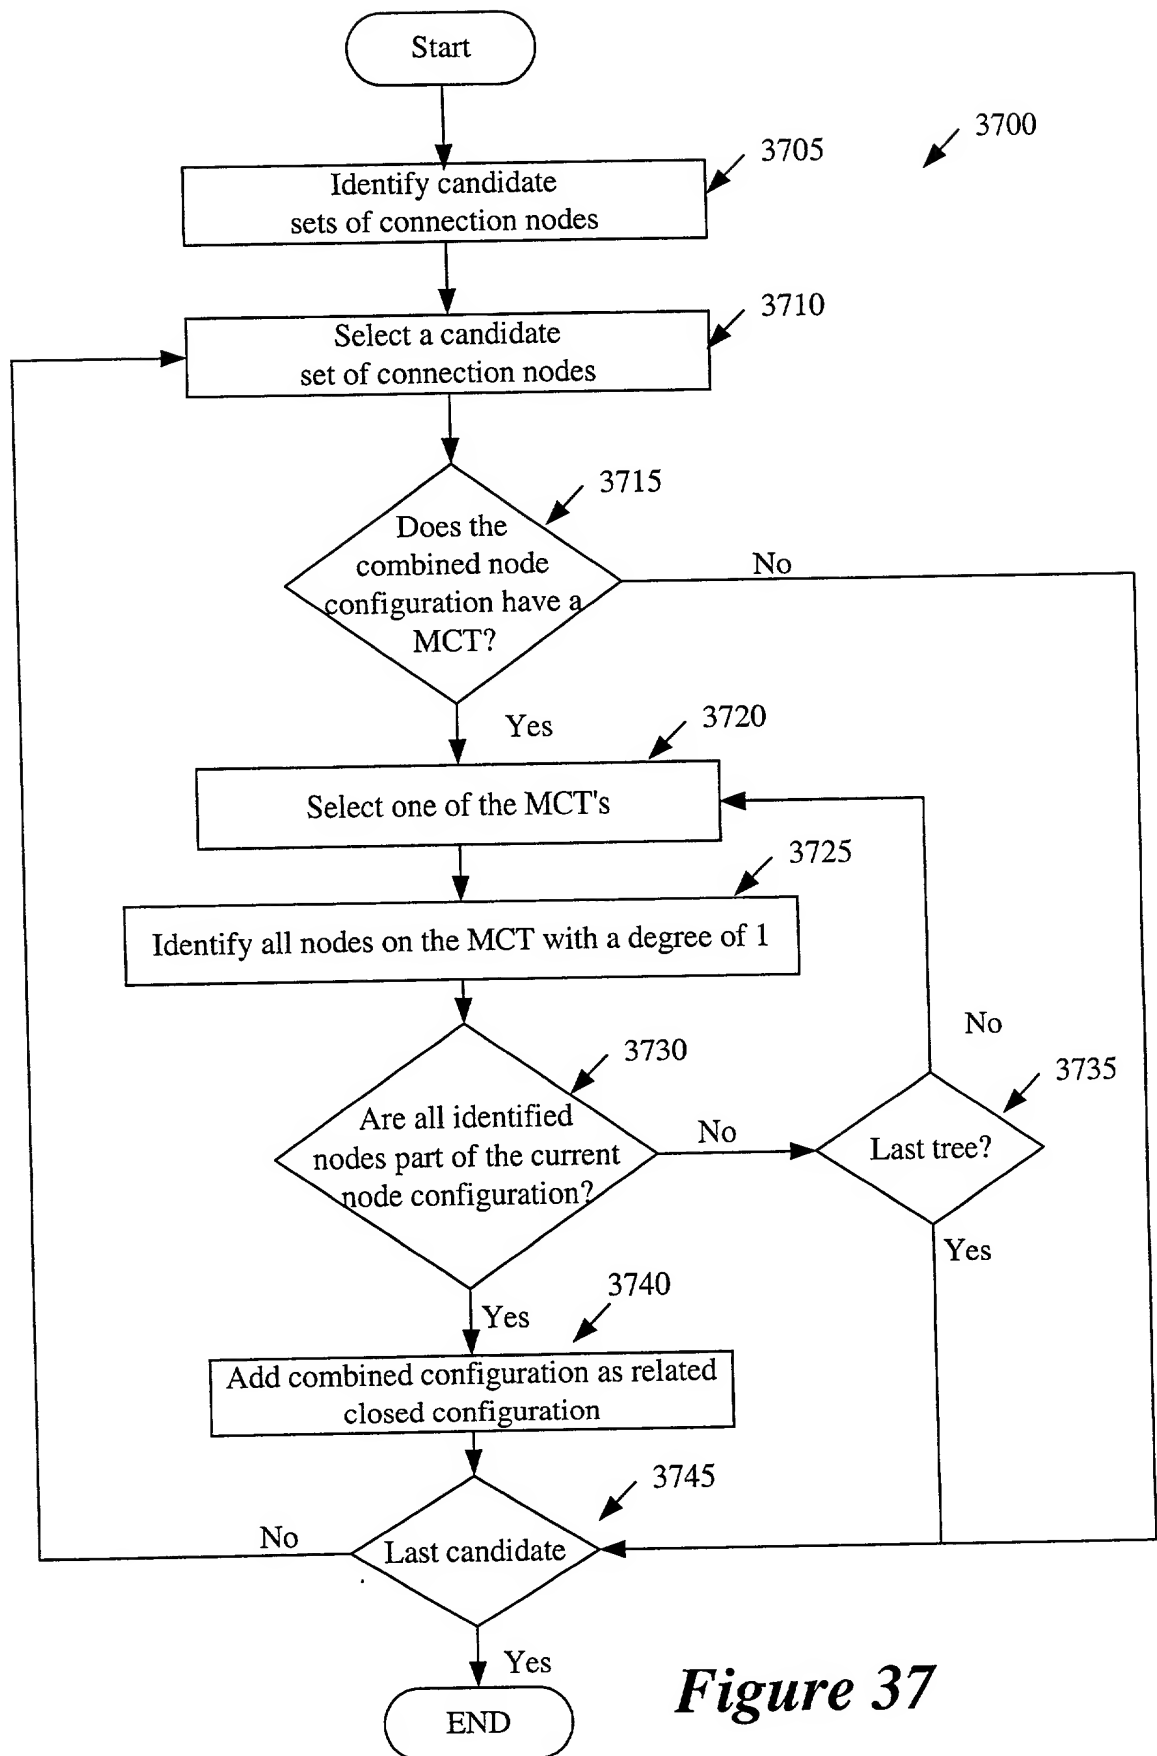 Start
3700
3705
Identify candidate
sets of connection nodes
3710
Select a candidate
set of connection nodes
3715
Does the
combined node
configuration have a
MCT?
No
Yes
3720
Select one of the MCT's
3725
Identify all nodes on the MCT with a degree of 1
No
3730
3735
Are all identified
nodes part of the current
node configuration?
No
Last tree?
Yes
3740
Yes
Add combined configuration as related
closed configuration
3745
No
Last candidate
Yes
END
Figure 37